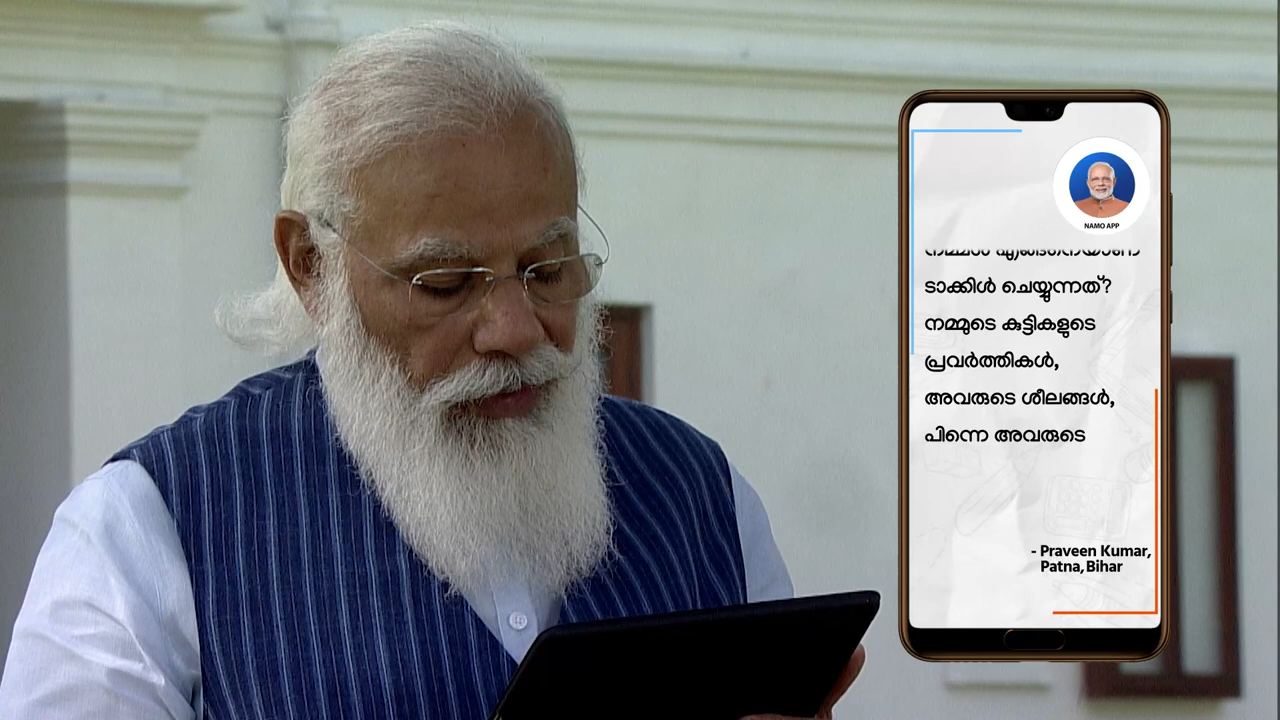 NAMO APP
ടാക്കിൾ ചെയ്യുന്നത്?
നമ്മുടെ കുട്ടികളുടെ
പ്രവർത്തികൾ,
അവരുടെ ശീലങ്ങൾ,
പിന്നെ അവരുടെ
- Praveen Kumar,
Patna, Bihar